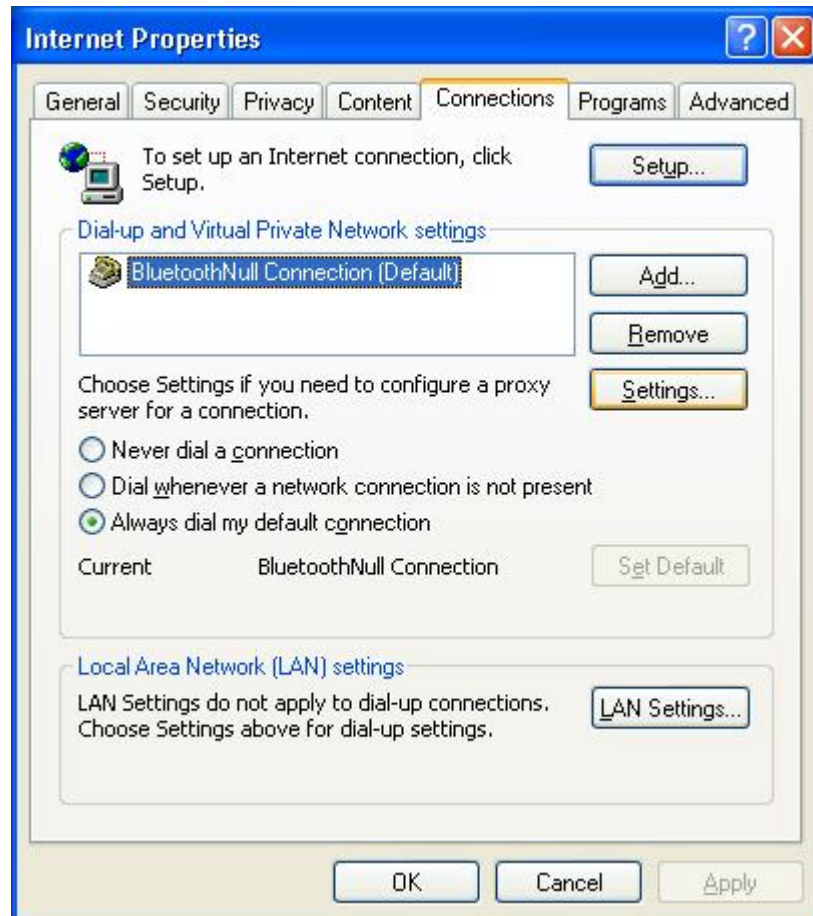 Internet Properties
General Security Privacy Content Connections Programs Advanced
To set up an Internet connection, click
Setup.
Setup...
Dial-up and Virtual Private Network settings
BluetoothNull Connection (Default)
Add...
Remove
Choose Settings if you need to configure a proxy
server for a connection.
Settings...
Never dial a connection
Dial whenever a network connection is not present
Always dial my default connection
Current BluetoothNull Connection
Set Default
Local Area Network (LAN) settings
LAN Settings do not apply to dial-up connections.
Choose Settings above for dial-up settings.
LAN Settings...
OK Cancel Apply